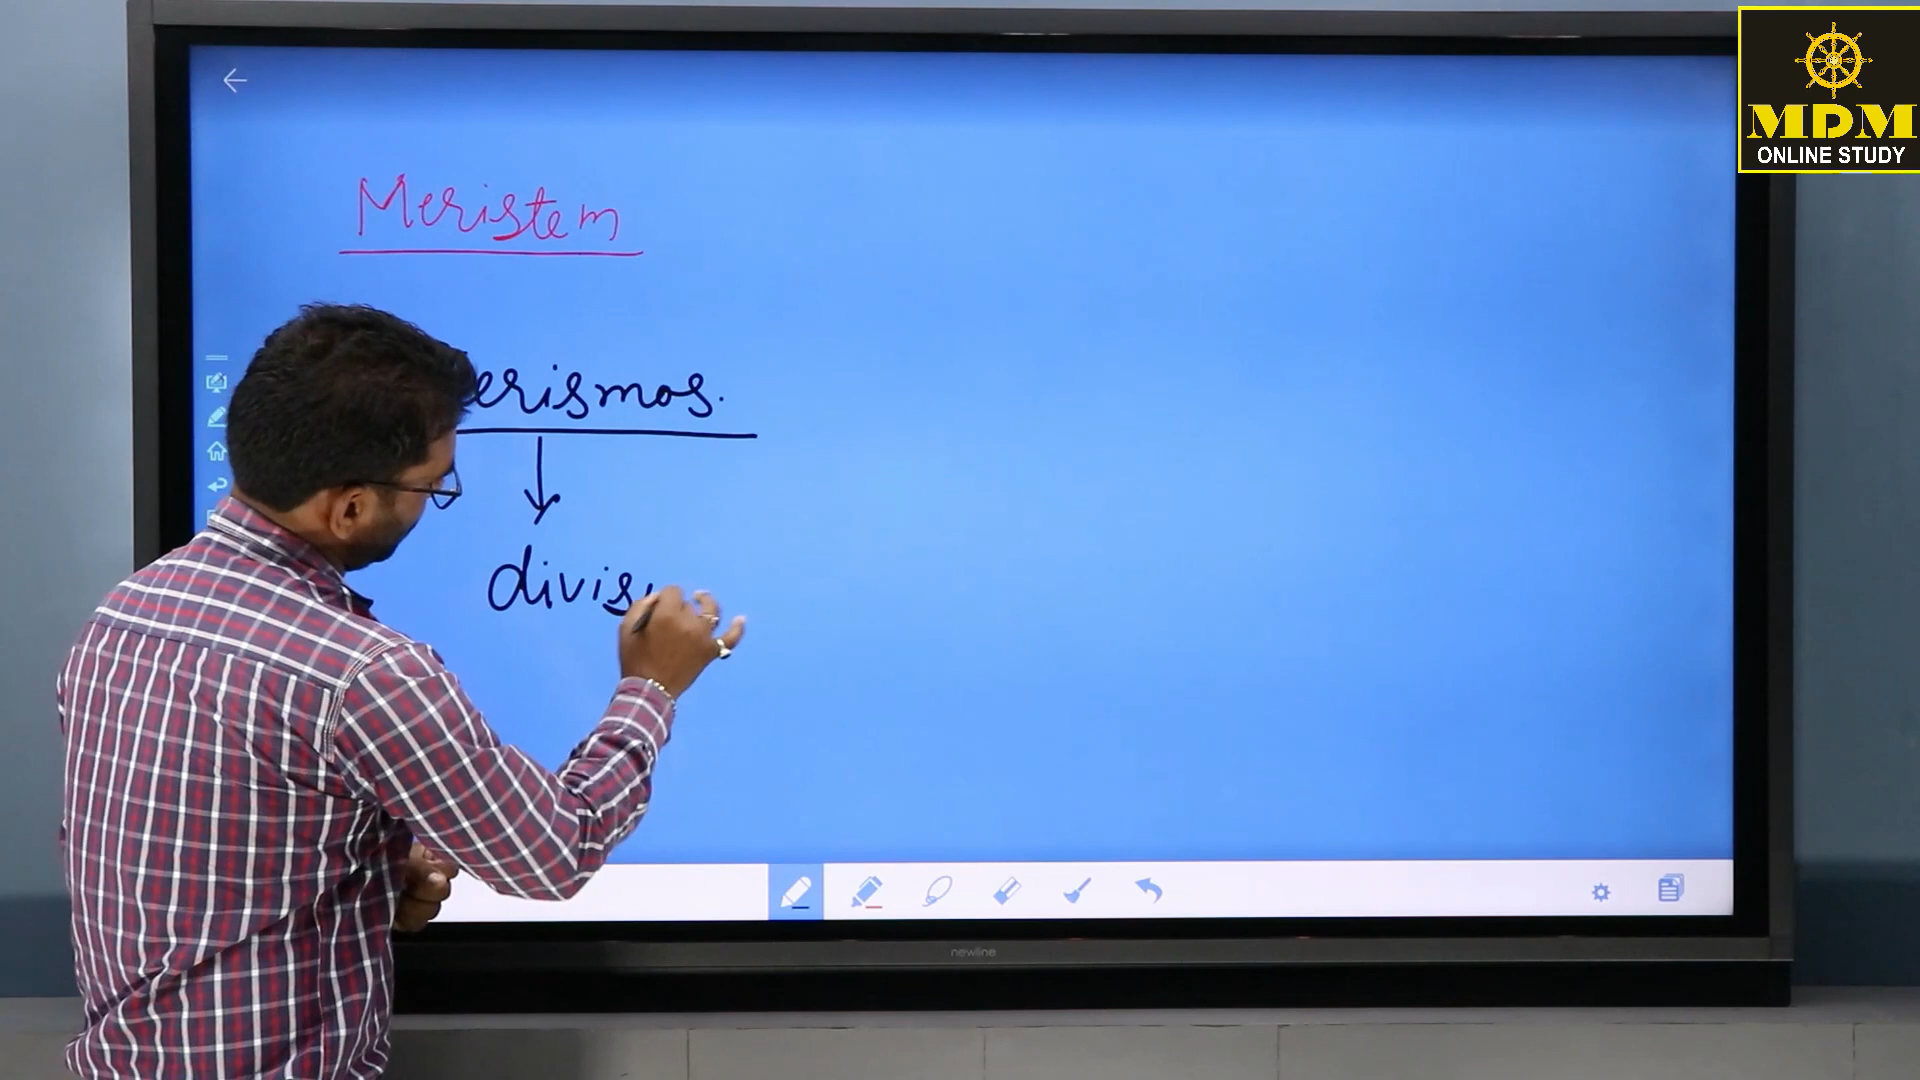 MDM
ONLINE STUDY
Meristem
erismos.
divis
newline